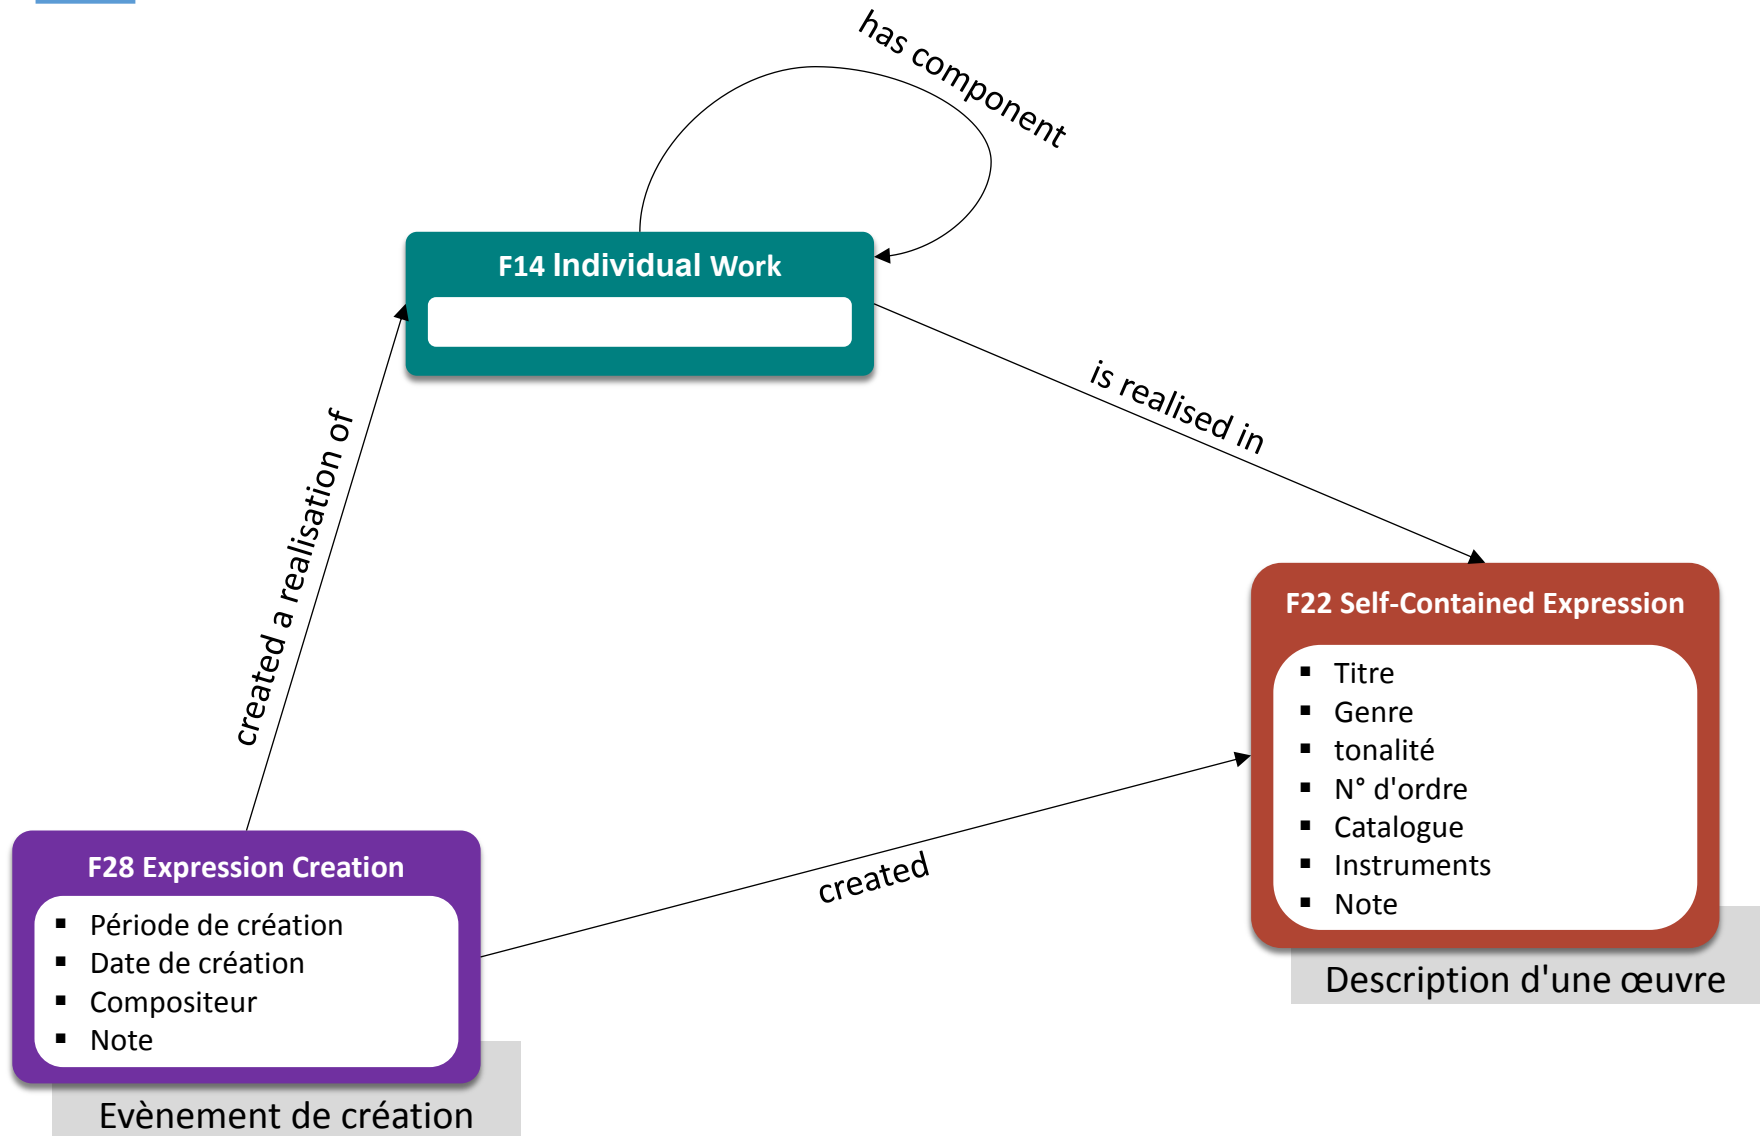 has component
F14 Individual Work
is realised in
created a realisation of
F22 Self-Contained Expression
▪ Titre
▪ Genre
▪ tonalité
▪ N° d'ordre
▪ Catalogue
▪ Instruments
▪ Note
Description d'une œuvre
created
F28 Expression Creation
▪ Période de création
▪ Date de création
▪ Compositeur
▪ Note
Evènement de création